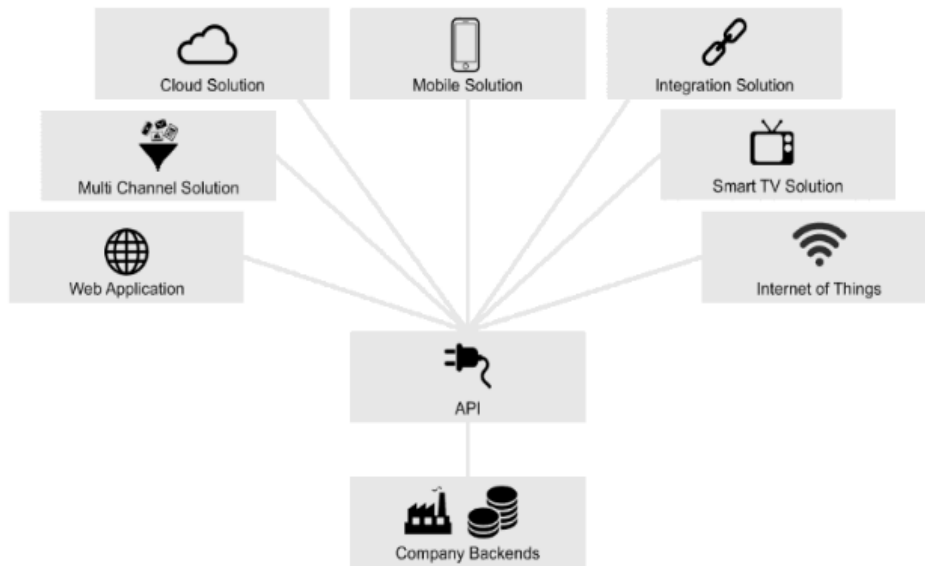 Cloud Solution
Mobile Solution
Integration Solution
Multi Channel Solution
Smart TV Solution
Web Application
Internet of Things
API
Company Backends